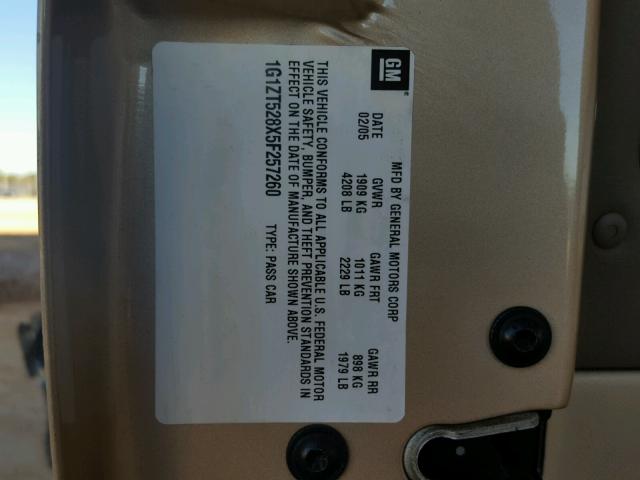 GM
MFD BY GENERAL MOTORS CORP
DATE GVWR GAWR FRT GAWR RR
02/05 1909 KG 1011 KG 898 KG
4208 LB 2229 LB 1979 LB
THIS VEHICLE CONFORMS TO ALL APPLICABLE U.S. FEDERAL MOTOR
VEHICLE SAFETY, BUMPER, AND THEFT PREVENTION STANDARDS IN
EFFECT ON THE DATE OF MANUFACTURE SHOWN ABOVE.
1G1ZT528X5F257260 TYPE: PASS CAR